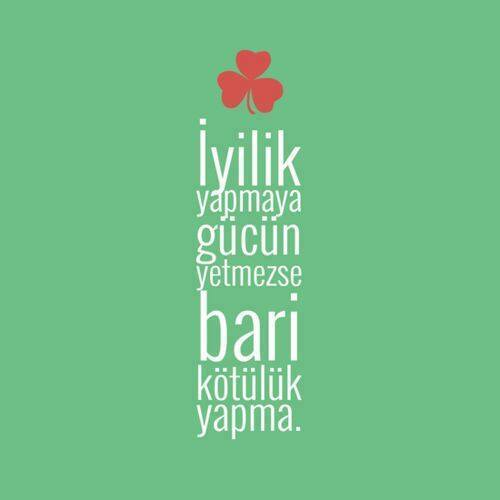 İyilik
yapmaya
gücün
yetmezse
bari
kötülük
yapma.